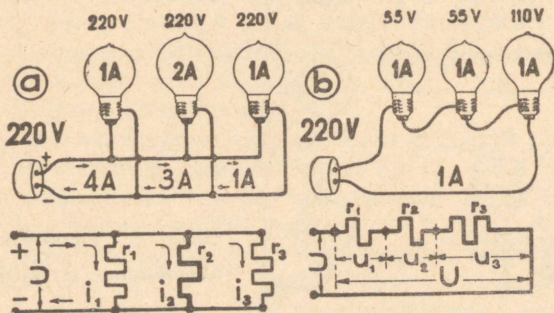 220V 220V 220V
1A 2A 1A
a
220V
+
4A 3A 1A
−
+ U r₁ r₂ r₃
− i₁ i₂ i₃
55V 55V 110V
1A 1A 1A
b
220V
1A
r₁ r₂ r₃
U u₁ u₂ u₃
U